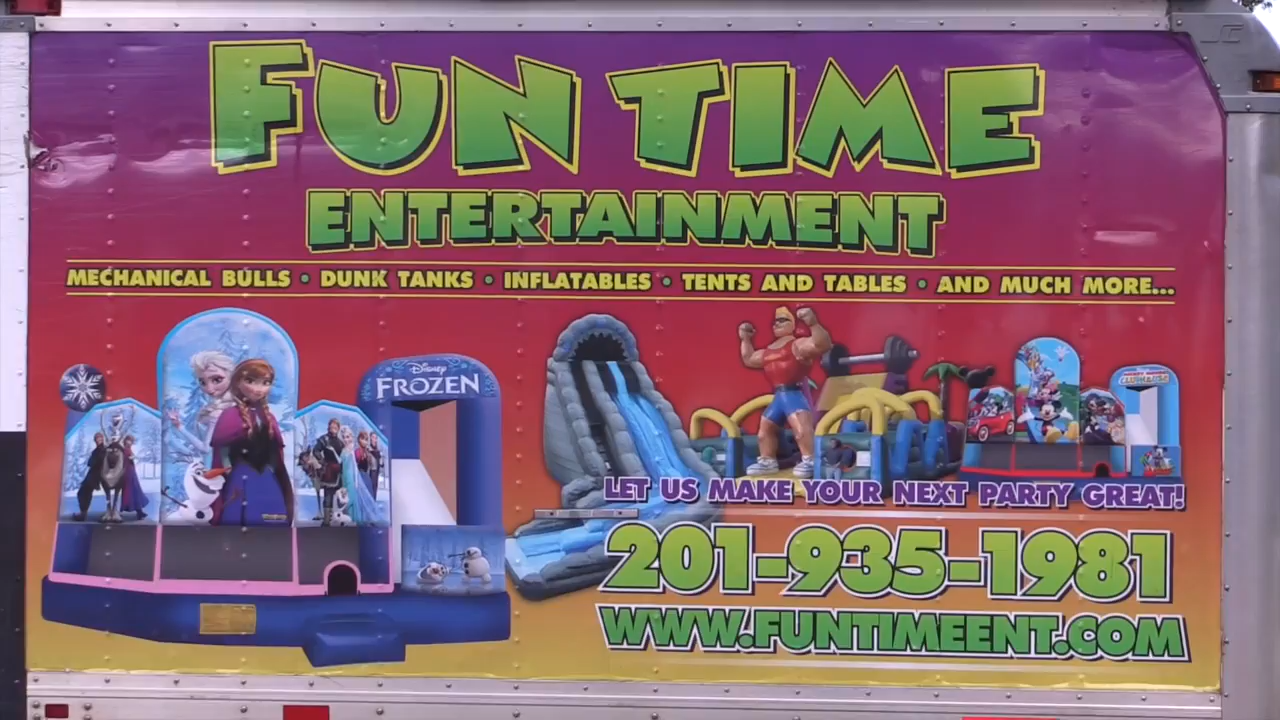 FUN TIME
ENTERTAINMENT
MECHANICAL BULLS • DUNK TANKS • INFLATABLES • TENTS AND TABLES • AND MUCH MORE...
Disney
FROZEN
CLUBHOUSE
LET US MAKE YOUR NEXT PARTY GREAT!
201-935-1981
WWW.FUNTIMEENT.COM